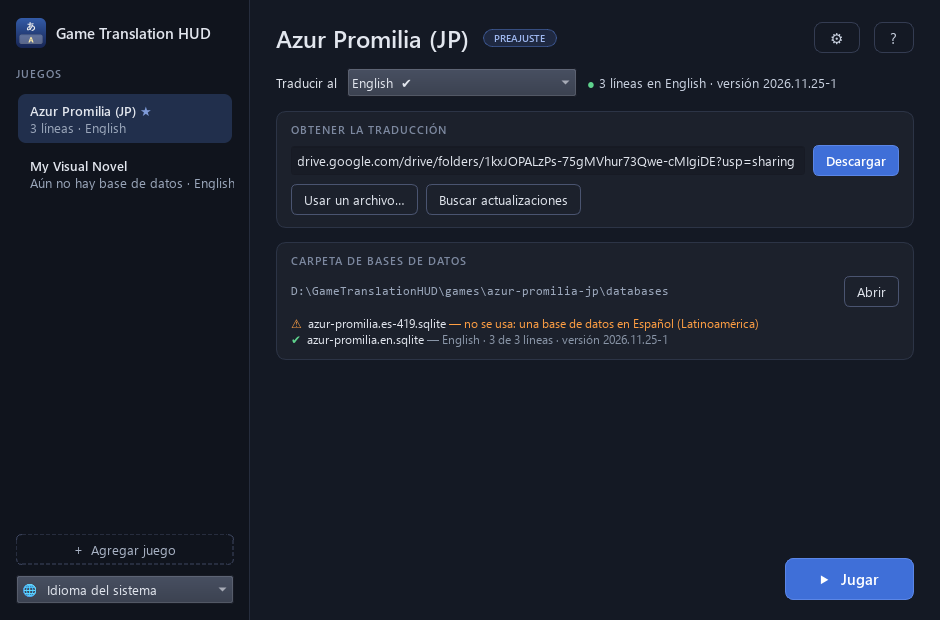 あ
A
Game Translation HUD
JUEGOS
Azur Promilia (JP) ★
3 líneas · English
My Visual Novel
Aún no hay base de datos · English
+ Agregar juego
Idioma del sistema
Azur Promilia (JP)
PREAJUSTE
?
Traducir al
English ✔
● 3 líneas en English · versión 2026.11.25-1
OBTENER LA TRADUCCIÓN
drive.google.com/drive/folders/1kxJOPALzPs-75gMVhur73Qwe-cMIgiDE?usp=sharing
Descargar
Usar un archivo...
Buscar actualizaciones
CARPETA DE BASES DE DATOS
D:\GameTranslationHUD\games\azur-promilia-jp\databases
Abrir
⚠ azur-promilia.es-419.sqlite — no se usa: una base de datos en Español (Latinoamérica)
✔ azur-promilia.en.sqlite — English · 3 de 3 líneas · versión 2026.11.25-1
Jugar